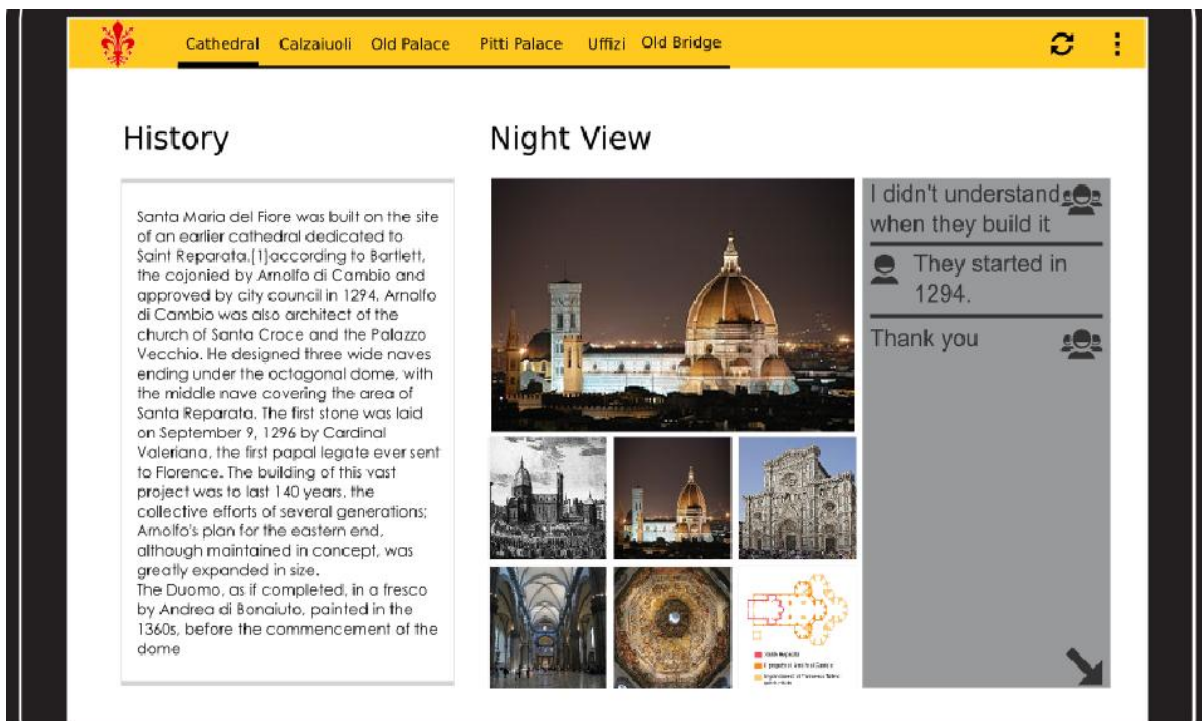 Cathedral Calzaiuoli Old Palace Pitti Palace Uffizi Old Bridge
History
Santa Maria del Fiore was built on the site
of an earlier cathedral dedicated to
Saint Reparata.[1]according to Bartlett,
the cojonied by Arnolfo di Cambio and
approved by city council in 1294. Arnolfo
di Cambio was also architect of the
church of Santa Croce and the Palazzo
Vecchio. He designed three wide naves
ending under the octagonal dome, with
the middle nave covering the area of
Santa Reparata. The first stone was laid
on September 9, 1296 by Cardinal
Valeriana, the first papal legate ever sent
to Florence. The building of this vast
project was to last 140 years, the
collective efforts of several generations;
Arnolfo's plan for the eastern end,
although maintained in concept, was
greatly expanded in size.
The Duomo, as if completed, in a fresco
by Andrea di Bonaiuto, painted in the
1360s, before the commencement of the
dome
Night View
I didn't understand
when they build it
They started in
1294.
Thank you